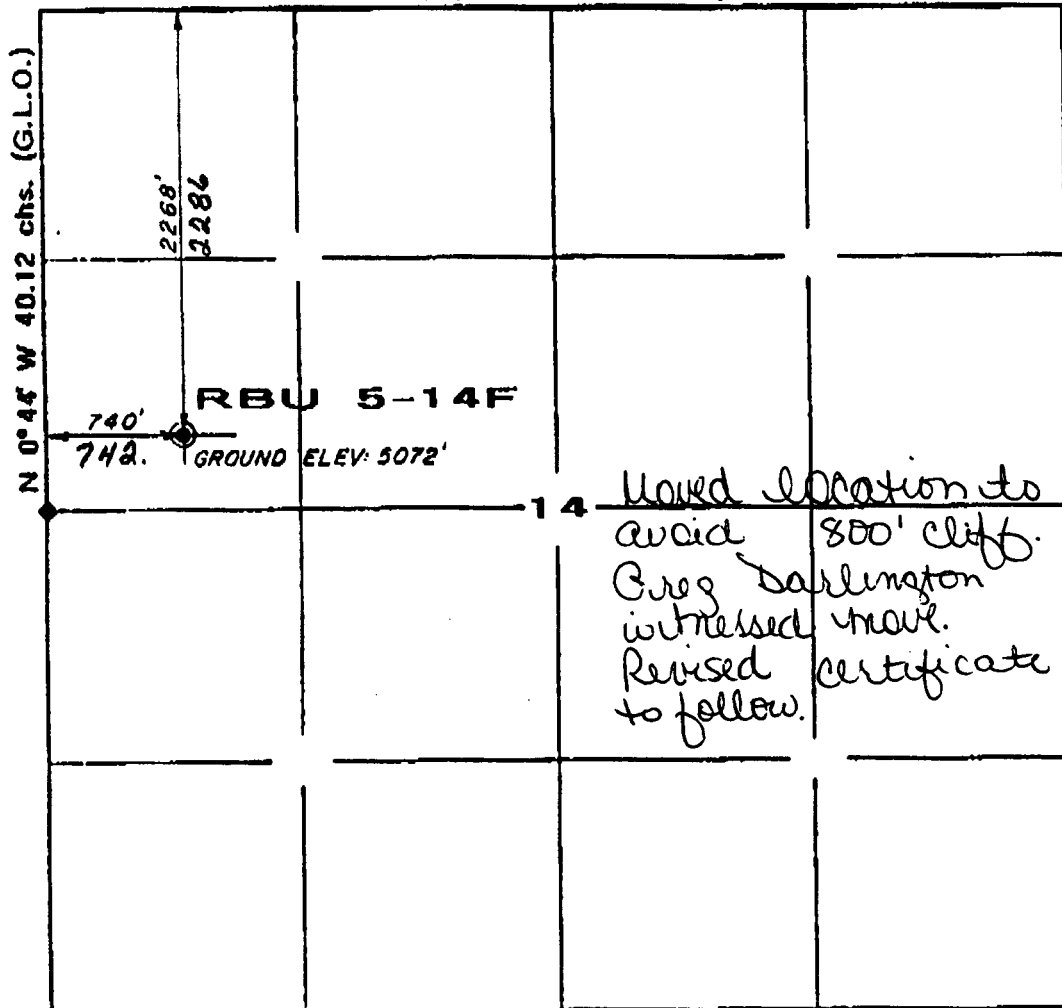 N 0°44' W 40.12 chs. (G.L.O.)
2268'
2286
RBU 5-14F
740'
742.
GROUND ELEV: 5072'
14
Moved location to
avoid 800' cliff.
Greg Darlington
witnessed move.
Revised certificate
to follow.